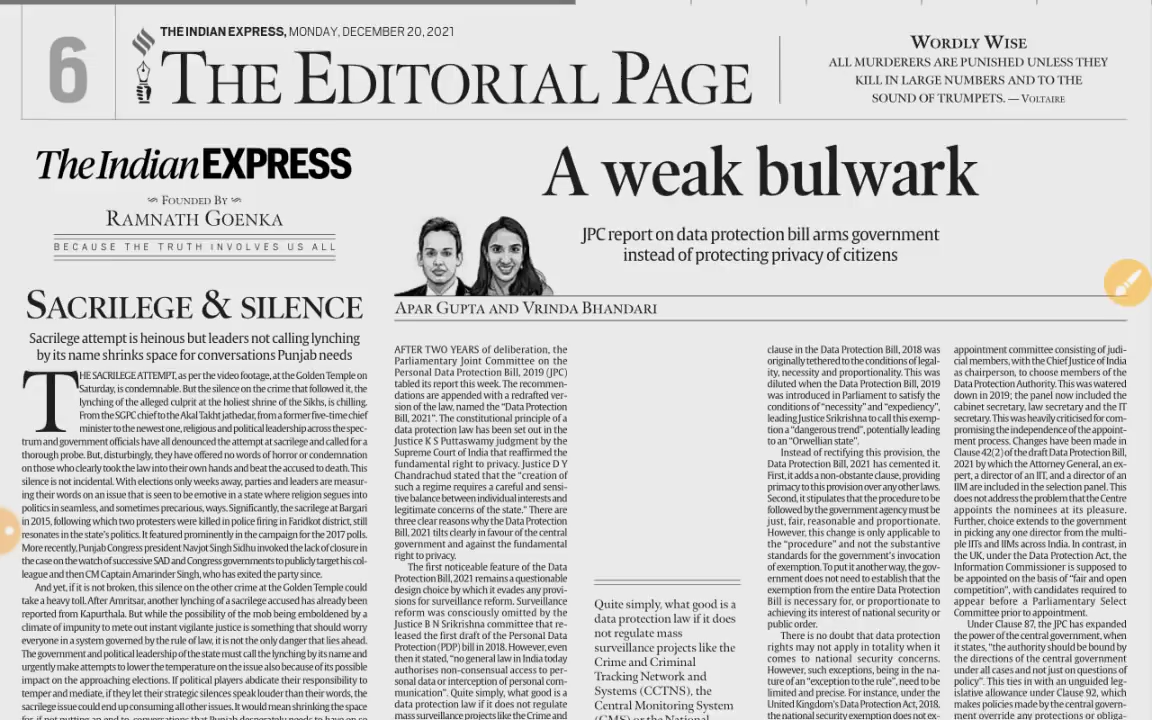 6
THE INDIAN EXPRESS, MONDAY, DECEMBER 20, 2021
THE EDITORIAL PAGE
WORDLY WISE
ALL MURDERERS ARE PUNISHED UNLESS THEY
KILL IN LARGE NUMBERS AND TO THE
SOUND OF TRUMPETS. — VOLTAIRE
The Indian EXPRESS
FOUNDED BY
RAMNATH GOENKA
BECAUSE THE TRUTH INVOLVES US ALL
SACRILEGE & SILENCE
Sacrilege attempt is heinous but leaders not calling lynching
by its name shrinks space for conversations Punjab needs
THE SACRILEGE ATTEMPT, as per the video footage, at the Golden Temple on
Saturday, is condemnable. But the silence on the crime that followed it, the
lynching of the alleged culprit at the holiest shrine of the Sikhs, is chilling.
From the SGPC chief to the Akal Takht jathedar, from a former five-time chief
minister to the newest one, religious and political leadership across the spec-
trum and government officials have all denounced the attempt at sacrilege and called for a
thorough probe. But, disturbingly, they have offered no words of horror or condemnation
on those who clearly took the law into their own hands and beat the accused to death. This
silence is not incidental. With elections only weeks away, parties and leaders are measur-
ing their words on an issue that is seen to be emotive in a state where religion segues into
politics in seamless, and sometimes precarious, ways. Significantly, the sacrilege at Bargari
in 2015, following which two protesters were killed in police firing in Faridkot district, still
resonates in the state's politics. It featured prominently in the campaign for the 2017 polls.
More recently, Punjab Congress president Navjot Singh Sidhu invoked the lack of closure in
the case on the watch of successive SAD and Congress governments to publicly target his col-
league and then CM Captain Amarinder Singh, who has exited the party since.
And yet, if it is not broken, this silence on the other crime at the Golden Temple could
take a heavy toll. After Amritsar, another lynching of a sacrilege accused has already been
reported from Kapurthala. But while the possibility of the mob being emboldened by a
climate of impunity to mete out instant vigilante justice is something that should worry
everyone in a system governed by the rule of law, it is not the only danger that lies ahead.
The government and political leadership of the state must call the lynching by its name and
urgently make attempts to lower the temperature on the issue also because of its possible
impact on the approaching elections. If political players abdicate their responsibility to
temper and mediate, if they let their strategic silences speak louder than their words, the
sacrilege issue could end up consuming all other issues. It would mean shrinking the space
for, if not putting an end to, conversations that Punjab desperately needs to have on so
A weak bulwark
JPC report on data protection bill arms government
instead of protecting privacy of citizens
APAR GUPTA AND VRINDA BHANDARI
AFTER TWO YEARS of deliberation, the
Parliamentary Joint Committee on the
Personal Data Protection Bill, 2019 (JPC)
tabled its report this week. The recommen-
dations are appended with a redrafted ver-
sion of the law, named the "Data Protection
Bill, 2021". The constitutional principle of a
data protection law has been set out in the
Justice K S Puttaswamy judgment by the
Supreme Court of India that reaffirmed the
fundamental right to privacy. Justice D Y
Chandrachud stated that the "creation of
such a regime requires a careful and sensi-
tive balance between individual interests and
legitimate concerns of the state." There are
three clear reasons why the Data Protection
Bill, 2021 tilts clearly in favour of the central
government and against the fundamental
right to privacy.
The first noticeable feature of the Data
Protection Bill, 2021 remains a questionable
design choice by which it evades any provi-
sions for surveillance reform. Surveillance
reform was consciously omitted by the
Justice B N Srikrishna committee that re-
leased the first draft of the Personal Data
Protection (PDP) bill in 2018. However, even
then it stated, "no general law in India today
authorises non-consensual access to per-
sonal data or interception of personal com-
munication". Quite simply, what good is a
data protection law if it does not regulate
mass surveillance projects like the Crime and
Quite simply, what good is a
data protection law if it does
not regulate mass
surveillance projects like the
Crime and Criminal
Tracking Network and
Systems (CCTNS), the
Central Monitoring System
(CMS) or the National
clause in the Data Protection Bill, 2018 was
originally tethered to the conditions of legal-
ity, necessity and proportionality. This was
diluted when the Data Protection Bill, 2019
was introduced in Parliament to satisfy the
conditions of "necessity" and "expediency",
leading Justice Srikrishna to call this exemp-
tion a "dangerous trend", potentially leading
to an "Orwellian state".
Instead of rectifying this provision, the
Data Protection Bill, 2021 has cemented it.
First, it adds a non-obstante clause, providing
primacy to this provision over any other laws.
Second, it stipulates that the procedure to be
followed by the government agency must be
just, fair, reasonable and proportionate.
However, this change is only applicable to
the "procedure" and not the substantive
standards for the government's invocation
of exemption. To put it another way, the gov-
ernment does not need to establish that the
exemption from the entire Data Protection
Bill is necessary for, or proportionate to
achieving its interest of national security or
public order.
There is no doubt that data protection
rights may not apply in totality when it
comes to national security concerns.
However, such exceptions, being in the na-
ture of an "exception to the rule", need to be
limited and precise. For instance, under the
United Kingdom's Data Protection Act, 2018,
the national security exemption does not ex-
appointment committee consisting of judi-
cial members, with the Chief Justice of India
as chairperson, to choose members of the
Data Protection Authority. This was watered
down in 2019; the panel now included the
cabinet secretary, law secretary and the IT
secretary. This was heavily criticised for com-
promising the independence of the appoint-
ment process. Changes have been made in
Clause 42(2) of the draft Data Protection Bill,
2021 by which the Attorney General, an ex-
pert, a director of an IIT, and a director of an
IIM are included in the selection panel. This
does not address the problem that the Centre
appoints the nominees at its pleasure.
Further, choice extends to the government
in picking any one director from the multi-
ple IITs and IIMs across India. In contrast, in
the UK, under the Data Protection Act, the
Information Commissioner is supposed to
be appointed on the basis of "fair and open
competition", with candidates required to
appear before a Parliamentary Select
Committee prior to appointment.
Under Clause 87, the JPC has expanded
the power of the central government, when
it states, "the authority should be bound by
the directions of the central government
under all cases and not just on questions of
policy". This ties in with an unguided leg-
islative allowance under Clause 92, which
makes policies made by the central govern-
ment override any protections or obliga-